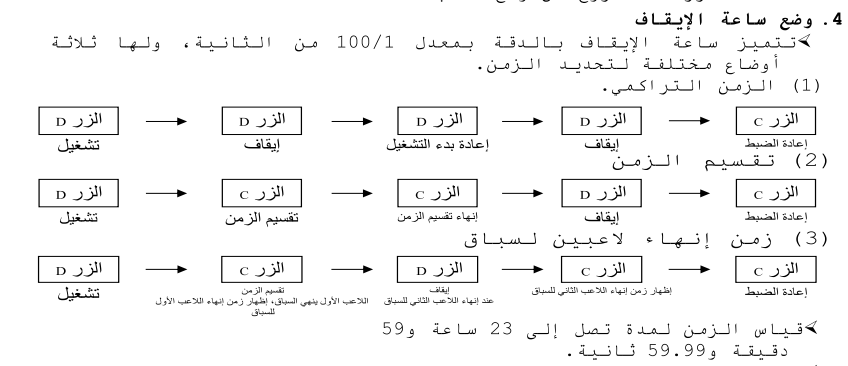 4. وضع ساعة الإيقاف
➢تتميز ساعة الإيقاف بالدقة بمعدل 100/1 من الثانية، ولها ثلاثة
أوضاع مختلفة لتحديد الزمن.
(1) الزمن التراكمي.
الزر D الزر D الزر D الزر D الزر C
تشغيل إيقاف إعادة بدء التشغيل إيقاف إعادة الضبط
(2) تقسيم الزمن
الزر D الزر C الزر C الزر D الزر C
تشغيل تقسيم الزمن إنهاء تقسيم الزمن إيقاف إعادة الضبط
(3) زمن إنهاء لاعبين لسباق
الزر D الزر C الزر D الزر C الزر C
تشغيل تقسيم الزمن إيقاف إظهار زمن إنهاء اللاعب الثاني للسباق إعادة الضبط
اللاعب الأول ينهي السباق، إظهار زمن إنهاء اللاعب الأول عند إنهاء اللاعب الثاني للسباق
للسباق
➢قياس الزمن لمدة تصل إلى 23 ساعة و59
دقيقة و59.99 ثانية.